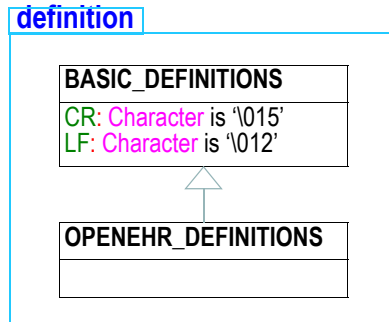 definition
BASIC_DEFINITIONS
CR: Character is ‘\015’
LF: Character is ‘\012’
OPENEHR_DEFINITIONS